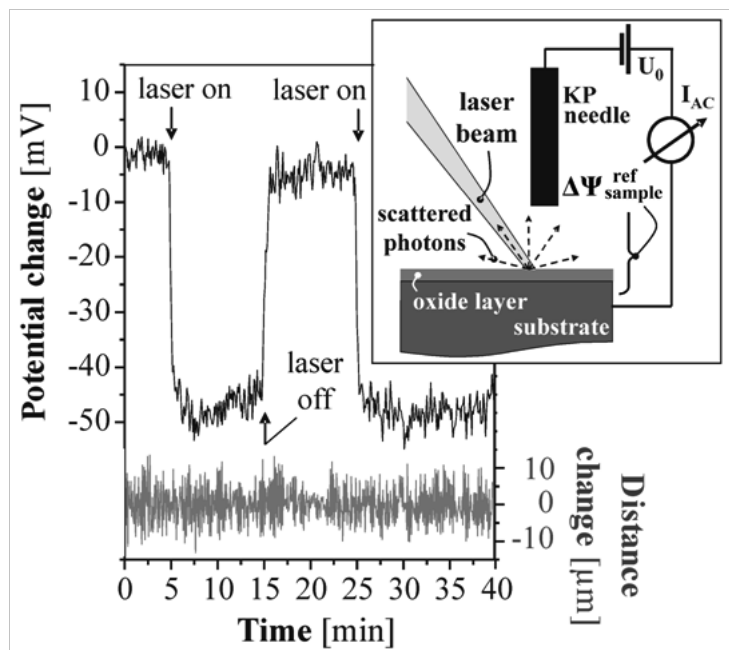 Potential change [mV]
10
0
-10
-20
-30
-40
-50
laser on
laser on
laser
off
laser
beam
scattered
photons
KP
needle
U0
IAC
ΔΨ ref sample
oxide layer
substrate
10
0
-10
Distance
change [μm]
0 5 10 15 20 25 30 35 40
Time [min]